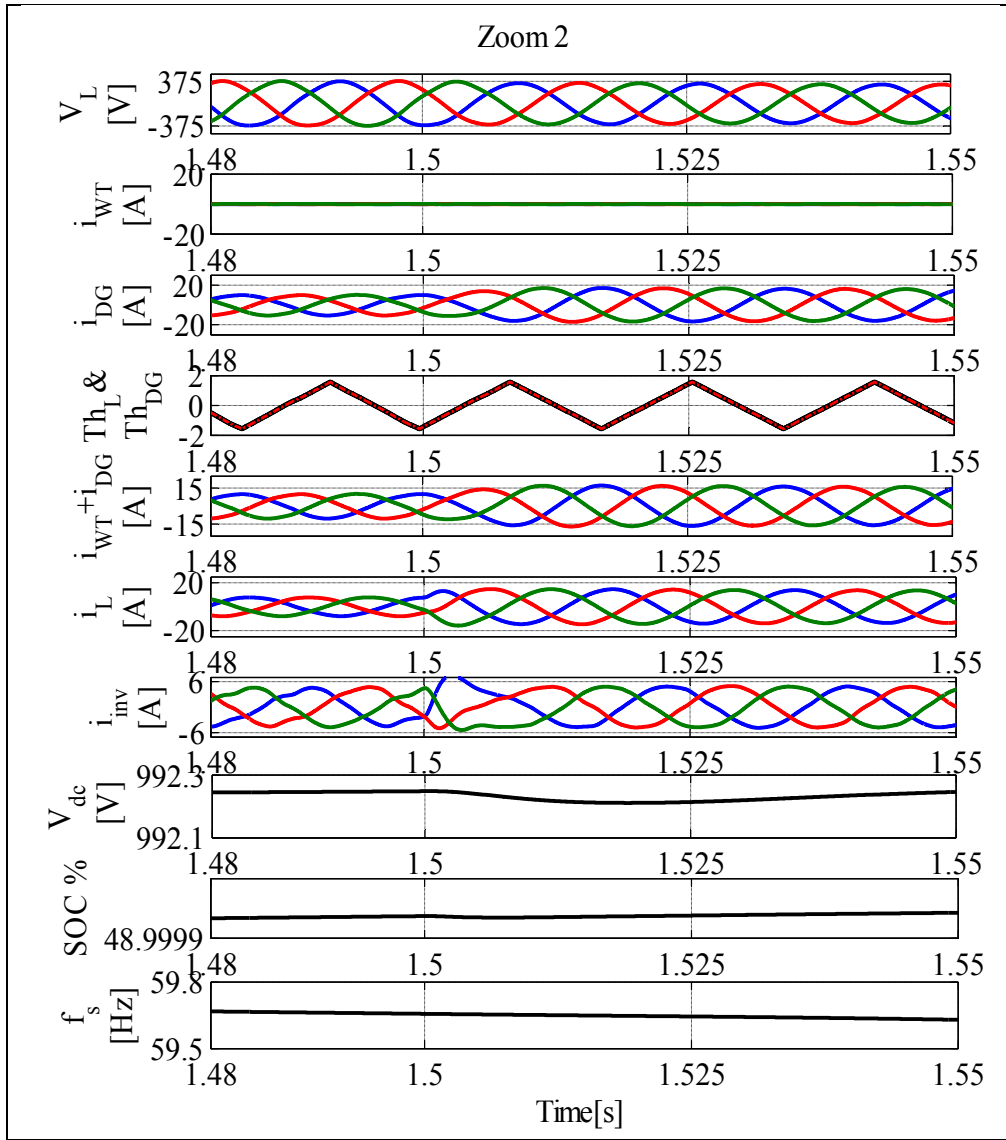 Zoom 2
V_L [V]
375
-375
1.48 1.5 1.525 1.55
i_WT [A]
20
-20
1.48 1.5 1.525 1.55
i_DG [A]
20
-20
1.48 1.5 1.525 1.55
Th_L & Th_DG
2
0
-2
1.48 1.5 1.525 1.55
i_WT+i_DG [A]
15
-15
1.48 1.5 1.525 1.55
i_L [A]
20
-20
1.48 1.5 1.525 1.55
i_inv [A]
6
-6
1.48 1.5 1.525 1.55
V_dc [V]
992.3
992.1
1.48 1.5 1.525 1.55
SOC %
48.9999
1.48 1.5 1.525 1.55
f_s [Hz]
59.8
59.5
1.48 1.5 1.525 1.55
Time[s]